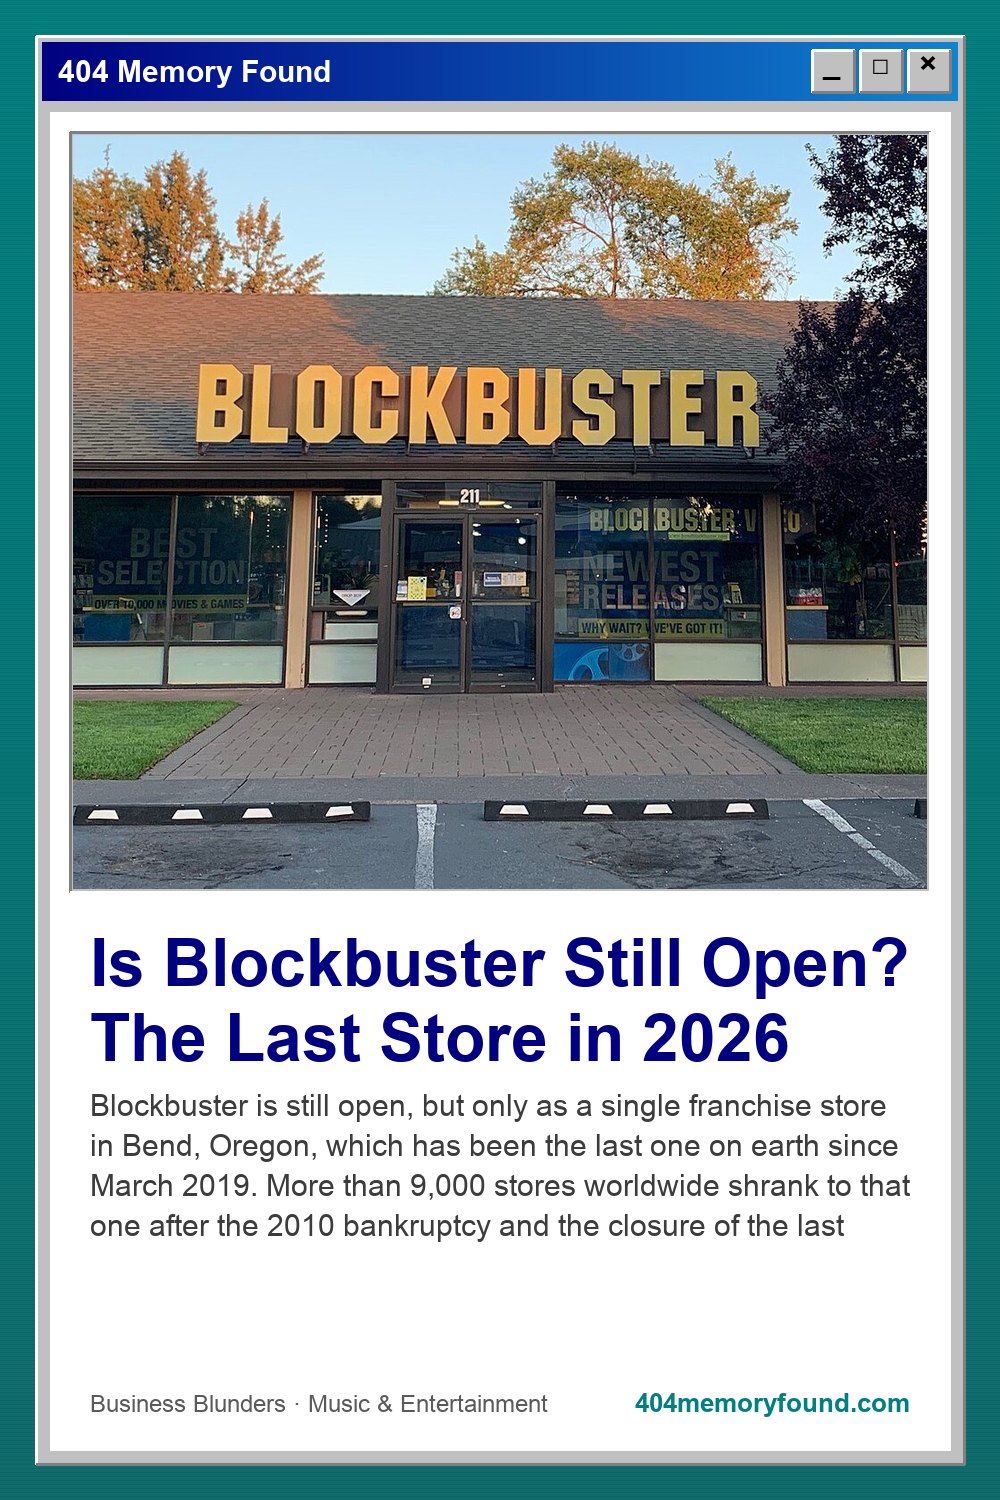 404 Memory Found
BLOCKBUSTER
211
BLOCKBUSTER V EO
BEST
SELECTION
OVER 10,000 MOVIES & GAMES
NEWEST
RELEASES
WHY WAIT? WE'VE GOT IT!
Is Blockbuster Still Open?
The Last Store in 2026
Blockbuster is still open, but only as a single franchise store
in Bend, Oregon, which has been the last one on earth since
March 2019. More than 9,000 stores worldwide shrank to that
one after the 2010 bankruptcy and the closure of the last
Business Blunders · Music & Entertainment
404memoryfound.com